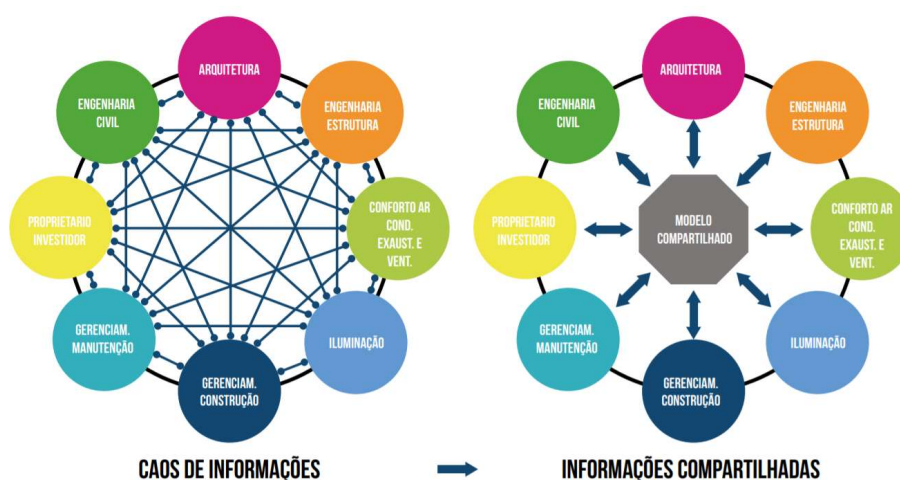 ARQUITETURA
ENGENHARIA
CIVIL
ENGENHARIA
ESTRUTURA
PROPRIETARIO
INVESTIDOR
CONFORTO AR
COND.
EXAUST. E
VENT.
GERENCIAM.
MANUTENÇÃO
ILUMINAÇÃO
GERENCIAM.
CONSTRUÇÃO
CAOS DE INFORMAÇÕES
ARQUITETURA
ENGENHARIA
CIVIL
ENGENHARIA
ESTRUTURA
PROPRIETARIO
INVESTIDOR
MODELO
COMPARTILHADO
CONFORTO AR
COND.
EXAUST. E
VENT.
GERENCIAM.
MANUTENÇÃO
ILUMINAÇÃO
GERENCIAM.
CONSTRUÇÃO
INFORMAÇÕES COMPARTILHADAS